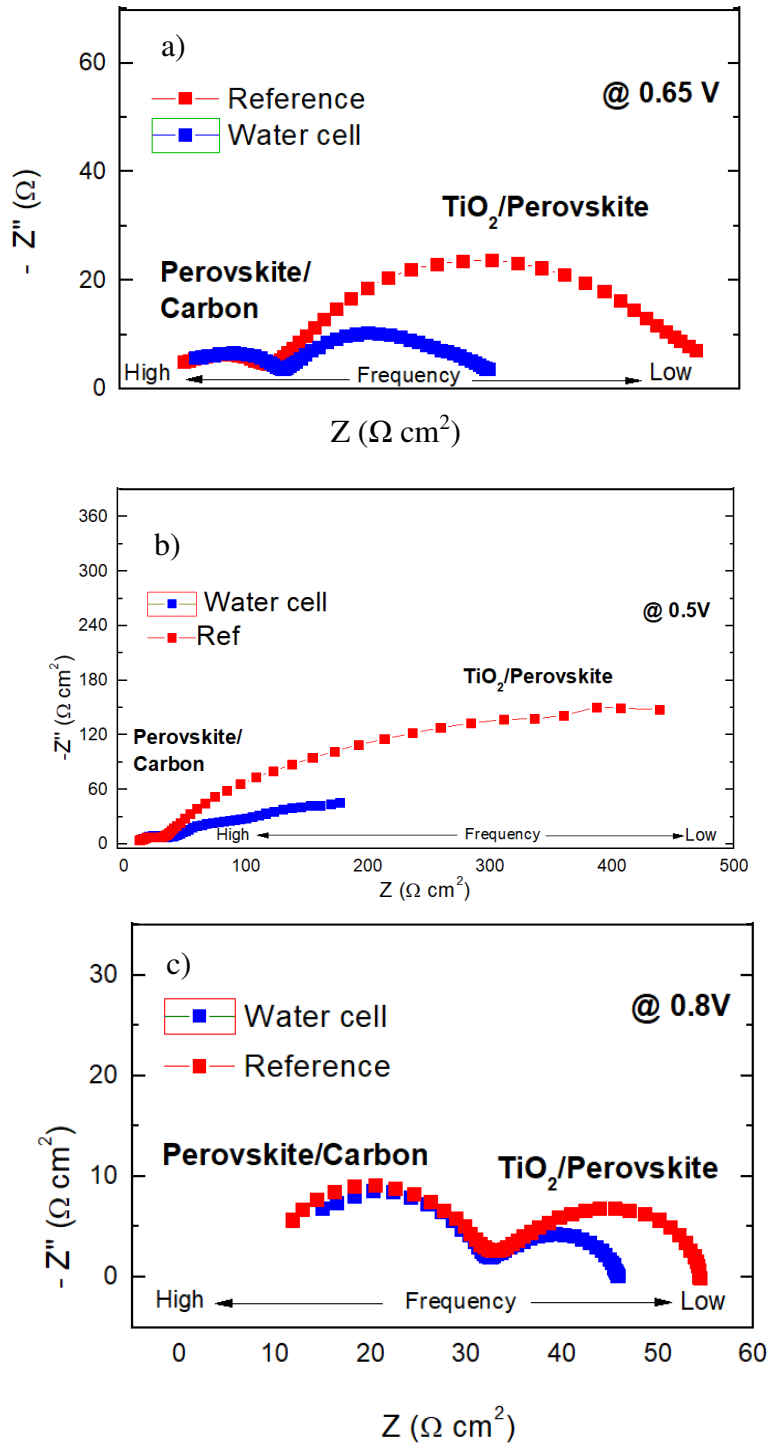 a)
60
@ 0.65 V
Reference
Water cell
40
- Z" (Ω)
TiO2/Perovskite
20
Perovskite/
Carbon
0
High
Frequency
Low
Z (Ω cm2)
360
b)
300
Water cell
@ 0.5V
240
Ref
-Z" (Ω cm2)
180
TiO2/Perovskite
120
Perovskite/
Carbon
60
High
Frequency
Low
0
0 100 200 300 400 500
Z (Ω cm2)
c)
30
@ 0.8V
Water cell
Reference
20
- Z" (Ω cm2)
Perovskite/Carbon
TiO2/Perovskite
10
0
High
Frequency
Low
0 10 20 30 40 50 60
Z (Ω cm2)